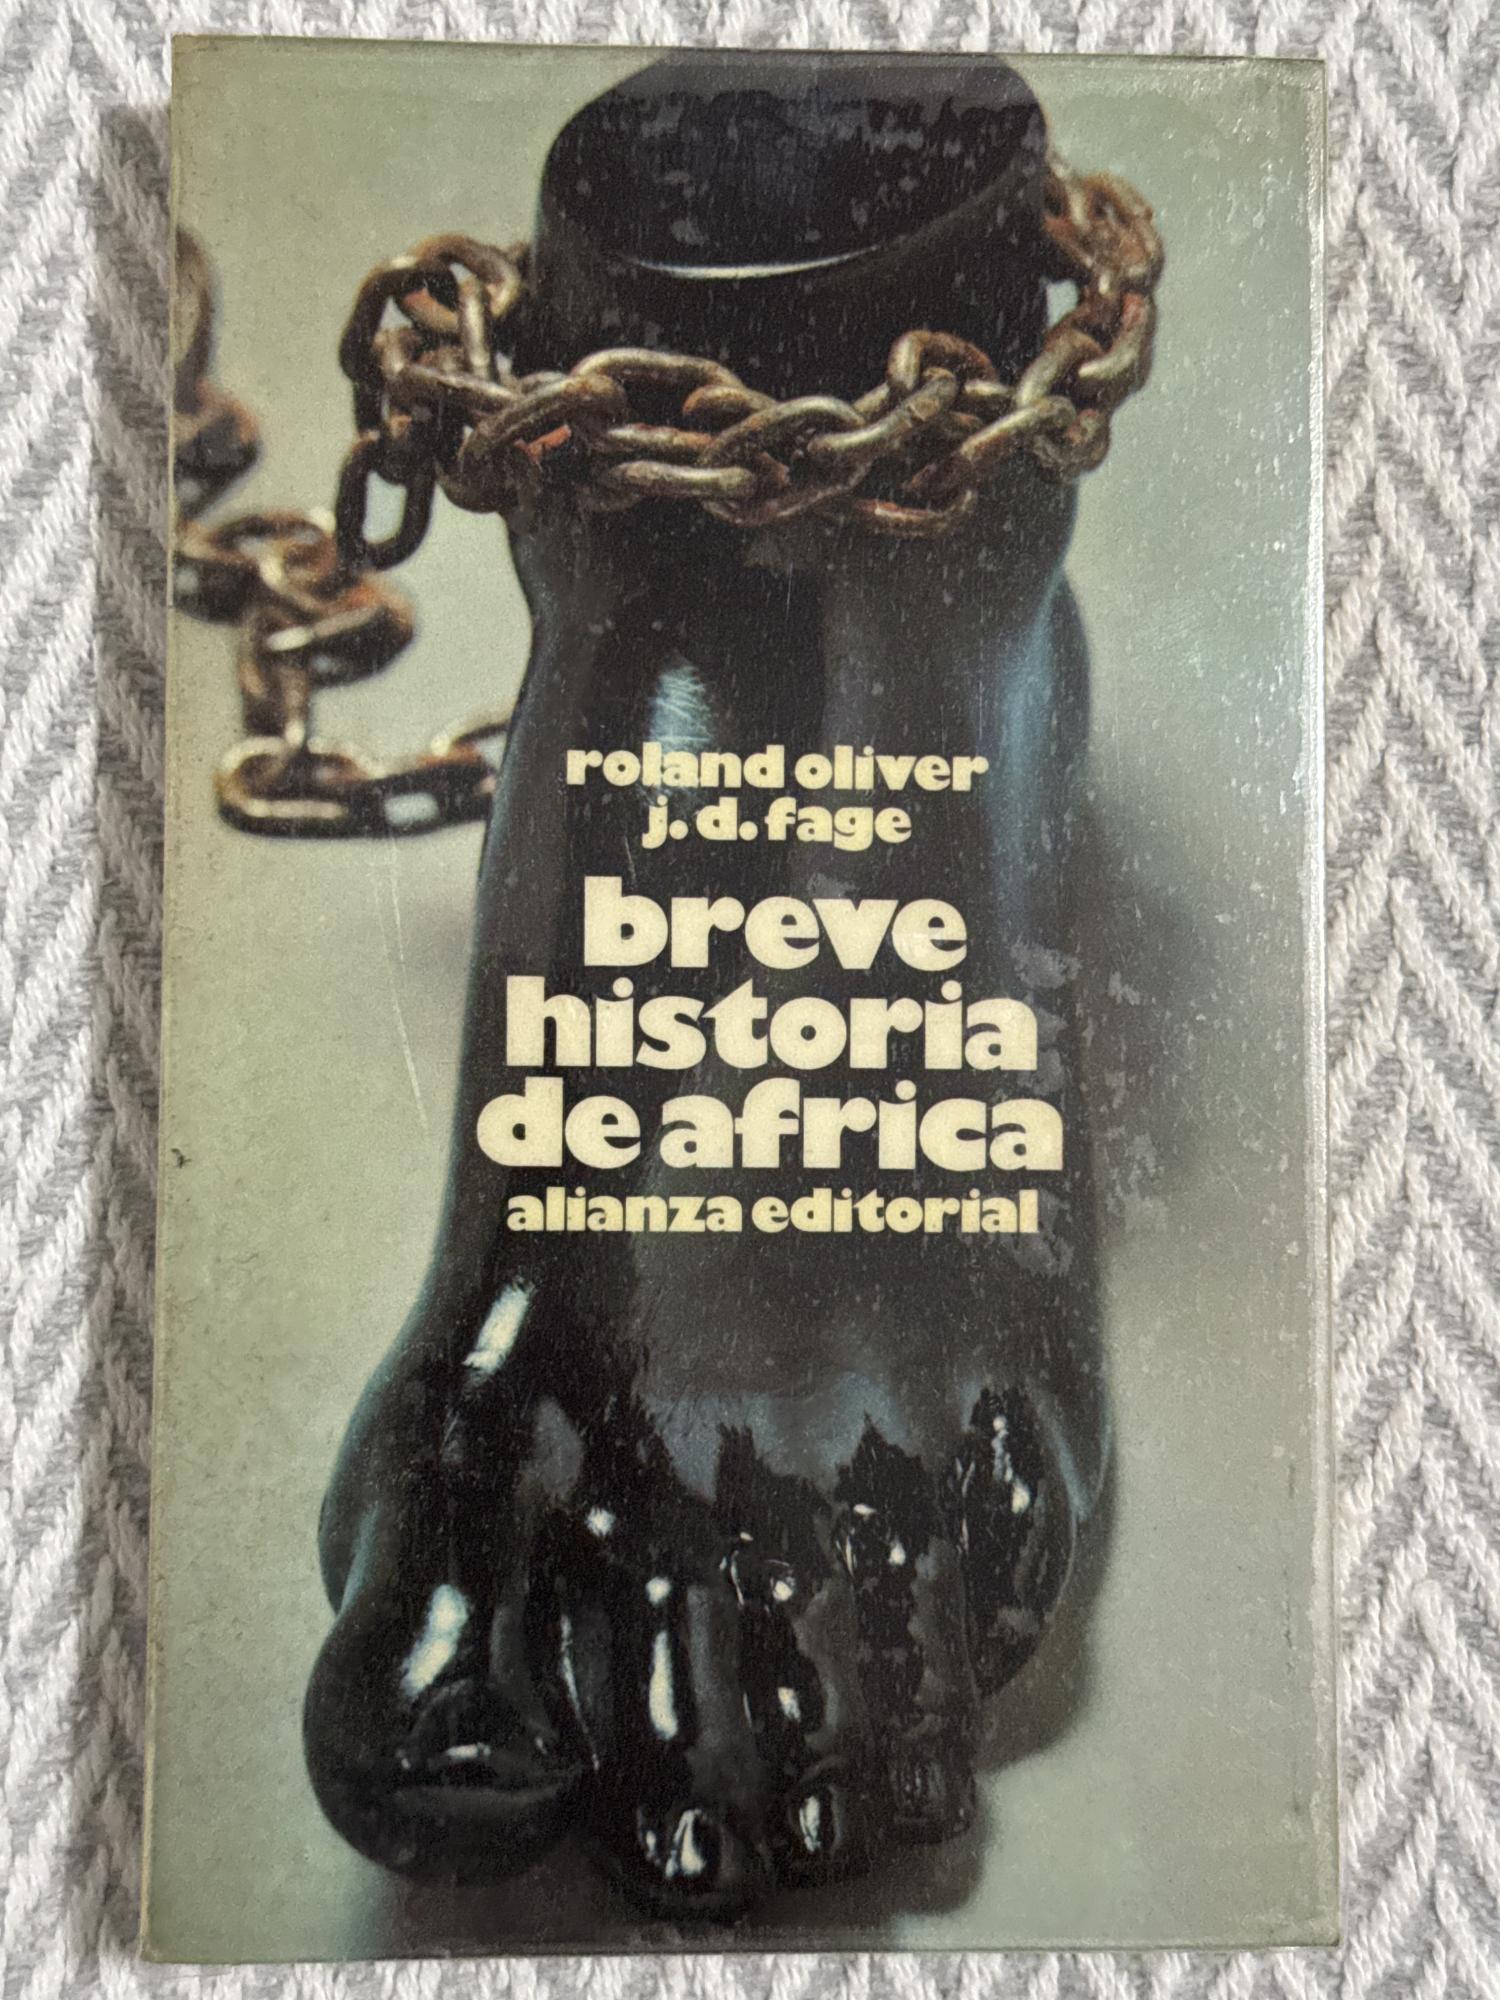 roland oliver
j. d. fage
breve
historia
de africa
alianza editorial